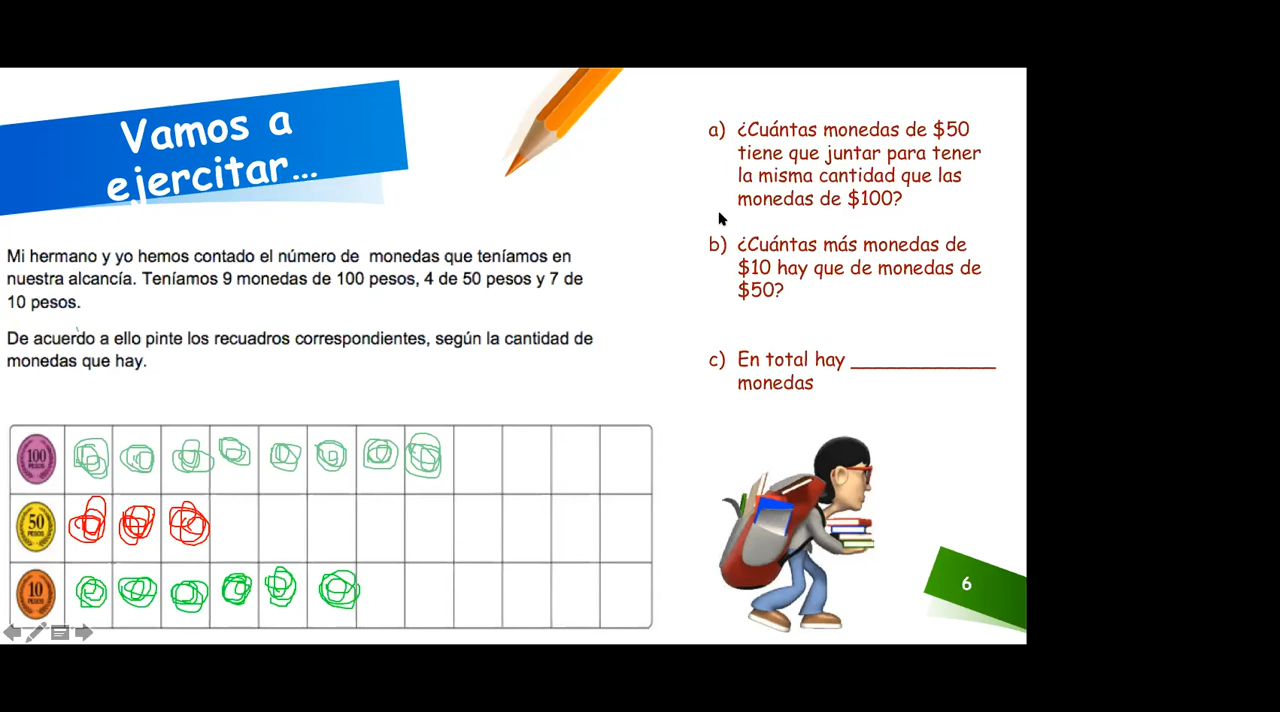 Vamos a
ejercitar...
Mi hermano y yo hemos contado el número de monedas que teníamos en
nuestra alcancía. Teníamos 9 monedas de 100 pesos, 4 de 50 pesos y 7 de
10 pesos.
De acuerdo a ello pinte los recuadros correspondientes, según la cantidad de
monedas que hay.
100
PESOS
50
PESOS
10
PESOS
a) ¿Cuántas monedas de $50
tiene que juntar para tener
la misma cantidad que las
monedas de $100?
b) ¿Cuántas más monedas de
$10 hay que de monedas de
$50?
c) En total hay ____________
monedas
6